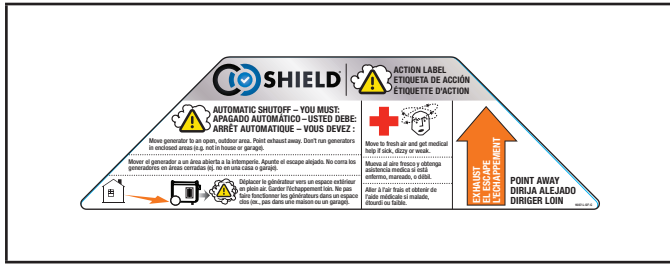 CO SHIELD
ACTION LABEL
ETIQUETA DE ACCIÓN
ÉTIQUETTE D'ACTION
AUTOMATIC SHUTOFF – YOU MUST:
APAGADO AUTOMÁTICO – USTED DEBE:
ARRÊT AUTOMATIQUE – VOUS DEVEZ :
Move generator to an open, outdoor area. Point exhaust away. Don't run generators
in enclosed areas (e.g. not in house or garage).
Mover el generador a un área abierta a la intemperie. Apunte el escape alejado. No corra los
generadores en áreas cerradas (ej, no en una casa o garaje).
Déplacer le générateur vers un espace extérieur
en plein air. Garder l'échappement loin. Ne pas
faire fonctionner les générateurs dans un espace
clos (ex., pas dans une maison ou un garage).
Move to fresh air and get medical
help if sick, dizzy or weak.
Mueva al aire fresco y obtenga
asistencia medica si está
enfermo, mareado, o débil.
Aller à l'air frais et obtenir de
l'aide médicale si malade,
étourdi ou faible.
EXHAUST
EL ESCAPE
L'ÉCHAPPEMENT
POINT AWAY
DIRIJA ALEJADO
DIRIGER LOIN